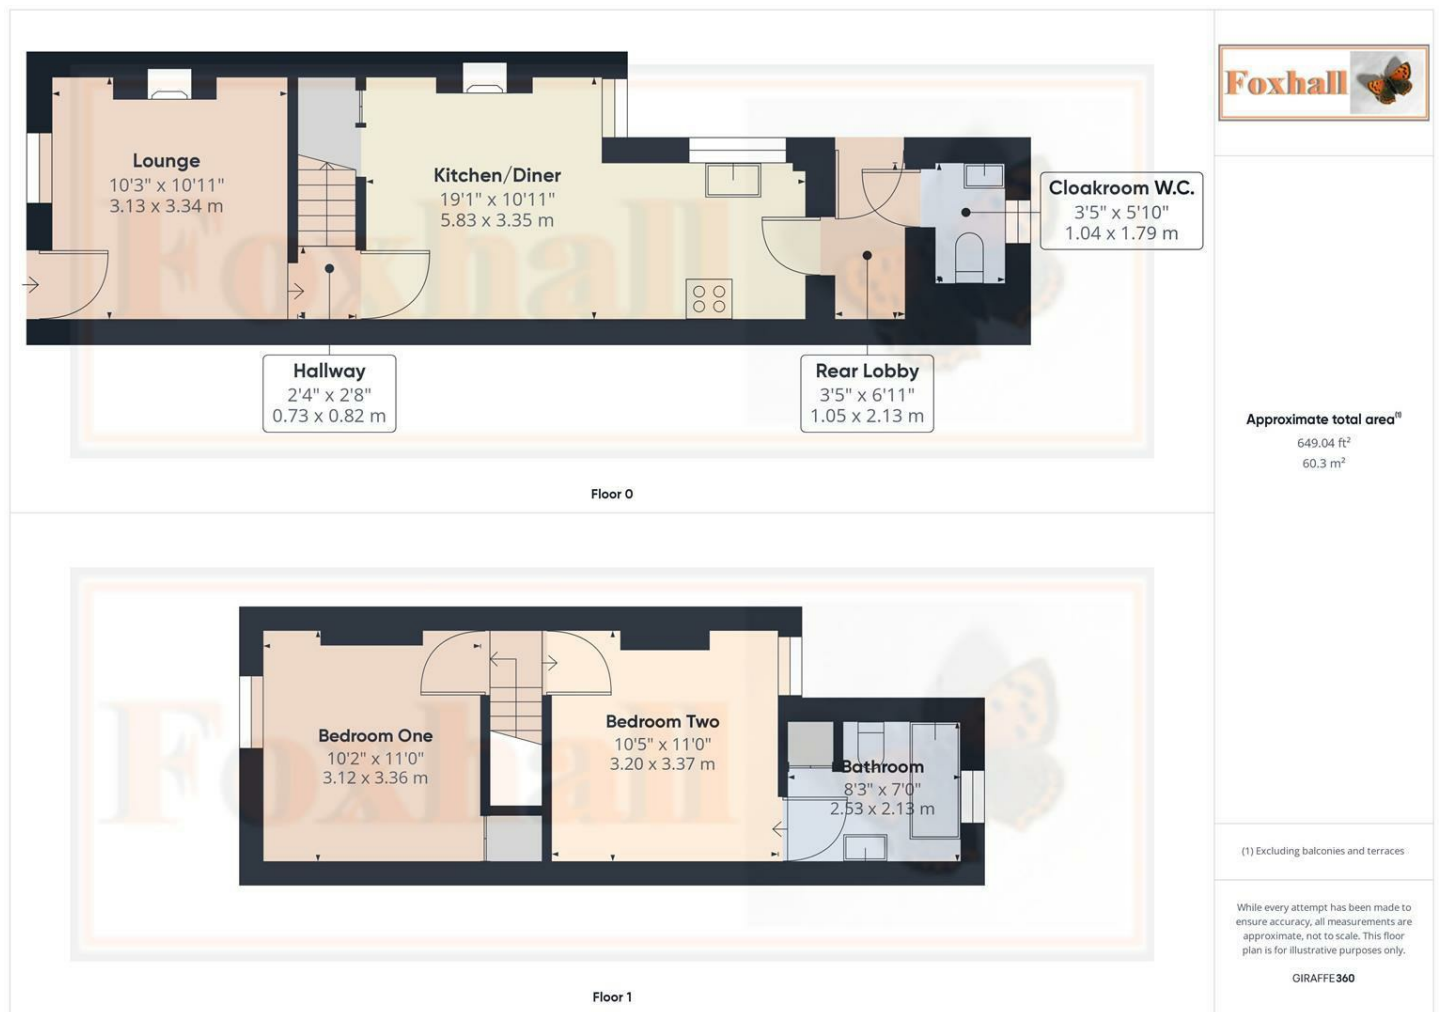 Lounge
10'3" x 10'11"
3.13 x 3.34 m
Kitchen/Diner
19'1" x 10'11"
5.83 x 3.35 m
Cloakroom W.C.
3'5" x 5'10"
1.04 x 1.79 m
Hallway
2'4" x 2'8"
0.73 x 0.82 m
Rear Lobby
3'5" x 6'11"
1.05 x 2.13 m
Foxhall
Floor 0
Bedroom One
10'2" x 11'0"
3.12 x 3.36 m
Bedroom Two
10'5" x 11'0"
3.20 x 3.37 m
Bathroom
8'3" x 7'0"
2.53 x 2.13 m
Foxhall
Floor 1
Foxhall
Approximate total area(1)
649.04 ft²
60.3 m²
(1) Excluding balconies and terraces
While every attempt has been made to
ensure accuracy, all measurements are
approximate, not to scale. This floor
plan is for illustrative purposes only.
GIRAFFE360